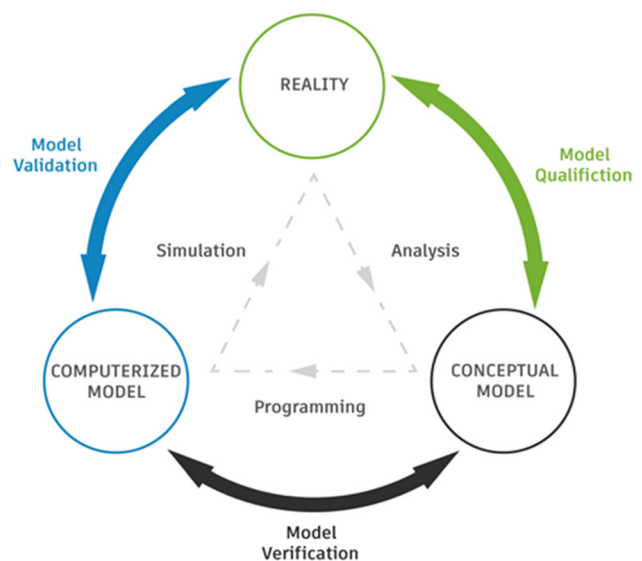 REALITY
Model
Validation
Model
Qualifiction
Simulation
Analysis
COMPUTERIZED
MODEL
CONCEPTUAL
MODEL
Programming
Model
Verification